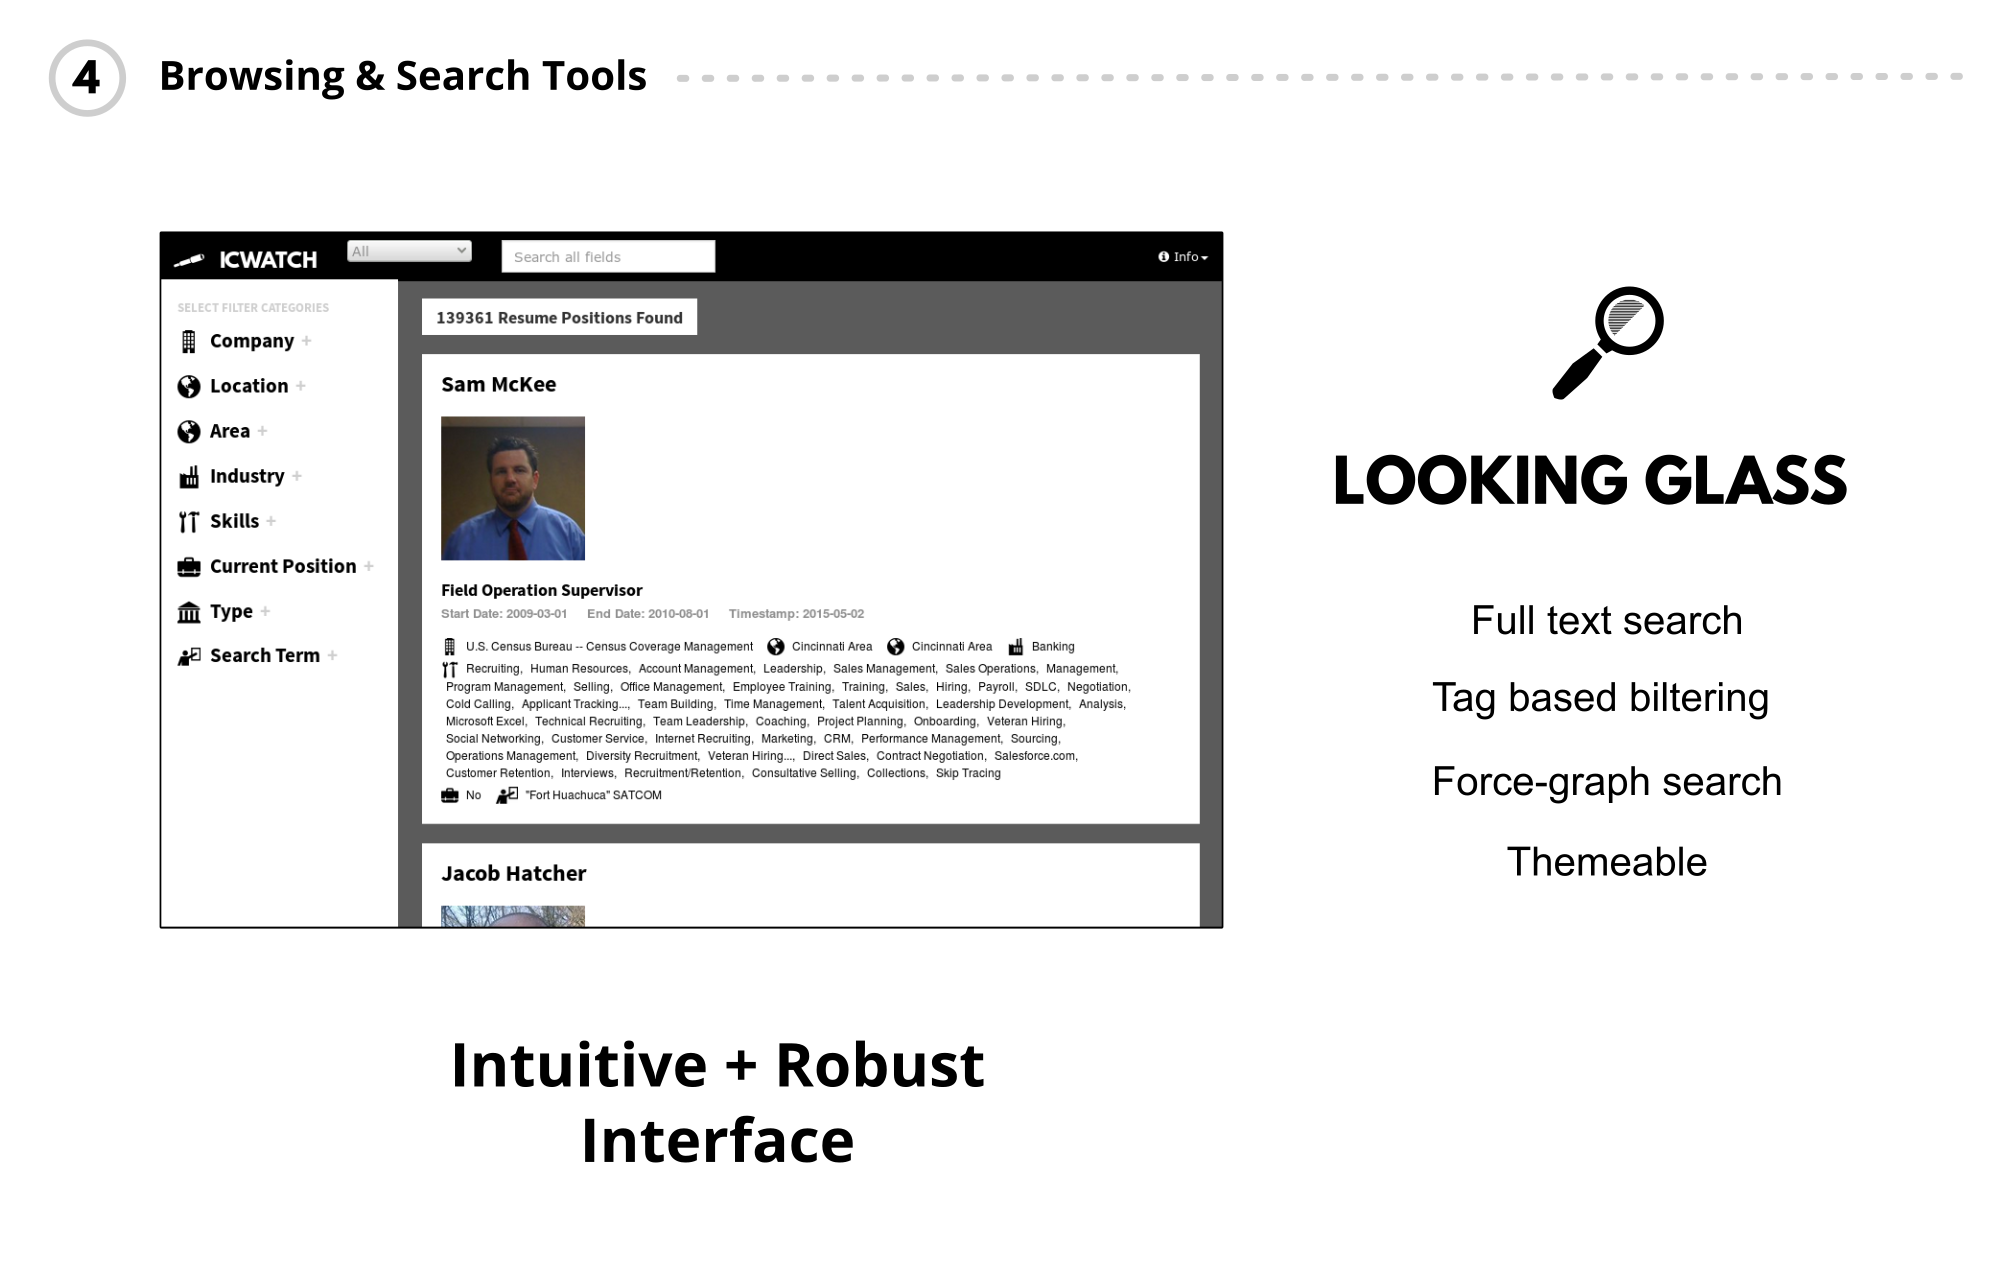 4 Browsing & Search Tools
ICWATCH All Search all fields Info
SELECT FILTER CATEGORIES
Company +
Location +
Area +
Industry +
Skills +
Current Position +
Type +
Search Term +
139361 Resume Positions Found
Sam McKee
Field Operation Supervisor
Start Date: 2009-03-01 End Date: 2010-08-01 Timestamp: 2015-05-02
U.S. Census Bureau -- Census Coverage Management Cincinnati Area Cincinnati Area Banking
Recruiting, Human Resources, Account Management, Leadership, Sales Management, Sales Operations, Management,
Program Management, Selling, Office Management, Employee Training, Training, Sales, Hiring, Payroll, SDLC, Negotiation,
Cold Calling, Applicant Tracking..., Team Building, Time Management, Talent Acquisition, Leadership Development, Analysis,
Microsoft Excel, Technical Recruiting, Team Leadership, Coaching, Project Planning, Onboarding, Veteran Hiring,
Social Networking, Customer Service, Internet Recruiting, Marketing, CRM, Performance Management, Sourcing,
Operations Management, Diversity Recruitment, Veteran Hiring..., Direct Sales, Contract Negotiation, Salesforce.com,
Customer Retention, Interviews, Recruitment/Retention, Consultative Selling, Collections, Skip Tracing
No "Fort Huachuca" SATCOM
Jacob Hatcher
LOOKING GLASS
Full text search
Tag based biltering
Force-graph search
Themeable
Intuitive + Robust
Interface